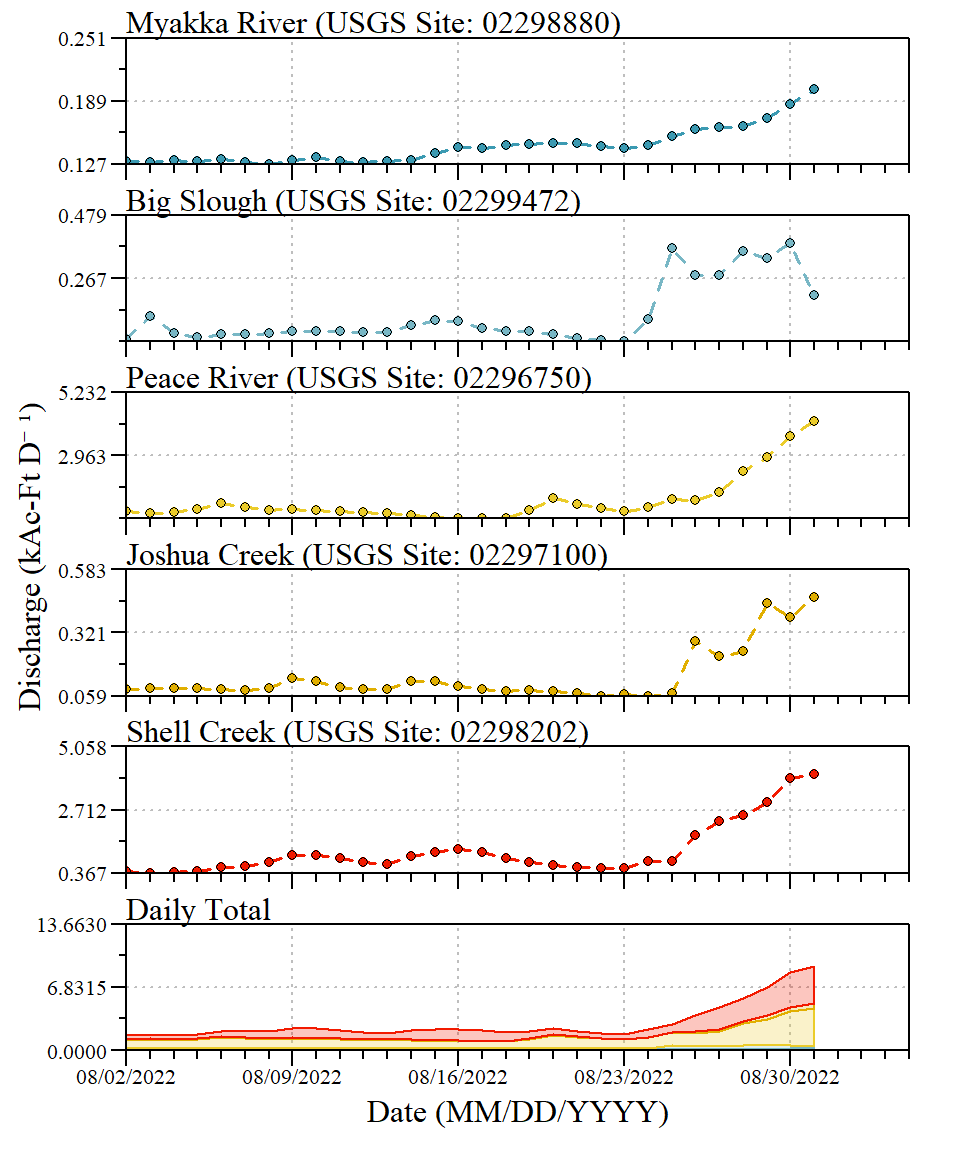 Myakka River (USGS Site: 02298880)
0.251
0.189
0.127
Big Slough (USGS Site: 02299472)
0.479
0.267
Peace River (USGS Site: 02296750)
5.232
2.963
Joshua Creek (USGS Site: 02297100)
0.583
0.321
0.059
Shell Creek (USGS Site: 02298202)
5.058
2.712
0.367
Daily Total
13.6630
6.8315
0.0000
08/02/2022 08/09/2022 08/16/2022 08/23/2022 08/30/2022
Date (MM/DD/YYYY)
Discharge (kAc-Ft D⁻¹)